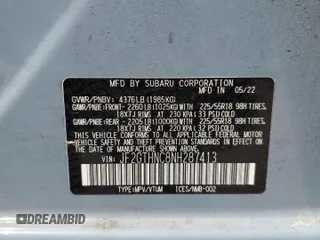 MFD BY SUBARU CORPORATION 05/22
GVWR/PNBV: 4376LB(1985KG)
GAWR/PNBE-FRONT- 2260LB(1025KG)WITH 225/55R18 98H TIRES,
18X7J RIMS AT 230 KPA(33 PSI)COLD
GAWR/PNBE-REAR - 2205LB(1000KG)WITH 225/55R18 98H TIRES,
18X7J RIMS AT 220 KPA(32 PSI)COLD
THIS VEHICLE CONFORMS TO ALL APPLICABLE FEDERAL MOTOR
VEHICLE SAFETY, BUMPER, AND THEFT PREVENTION STANDARDS
IN EFFECT ON THE DATE OF MANUFACTURE SHOWN ABOVE.
VIN: JF2GTHNC8NH287413
TYPE:MPV/VTUM 1CES/NMB-002
DEALERS AUCTION
.CC